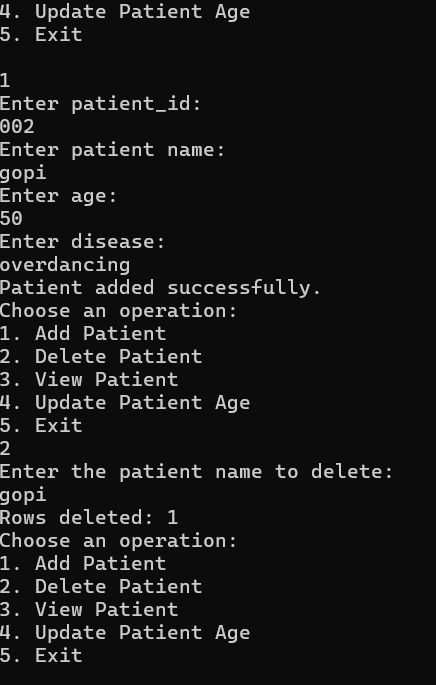 4. Update Patient Age
5. Exit

1
Enter patient_id:
002
Enter patient name:
gopi
Enter age:
50
Enter disease:
overdancing
Patient added successfully.
Choose an operation:
1. Add Patient
2. Delete Patient
3. View Patient
4. Update Patient Age
5. Exit
2
Enter the patient name to delete:
gopi
Rows deleted: 1
Choose an operation:
1. Add Patient
2. Delete Patient
3. View Patient
4. Update Patient Age
5. Exit